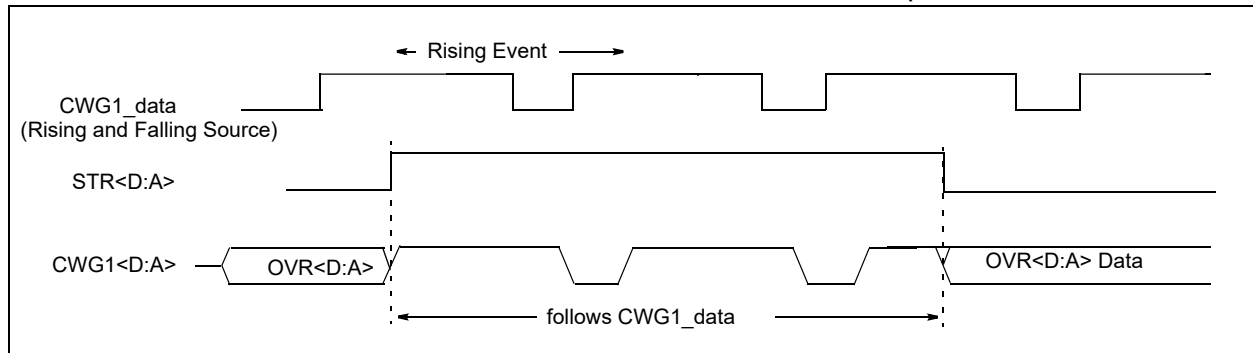 Rising Event
CWG1_data
(Rising and Falling Source)
STR<D:A>
CWG1<D:A>
OVR<D:A>
OVR<D:A> Data
follows CWG1_data